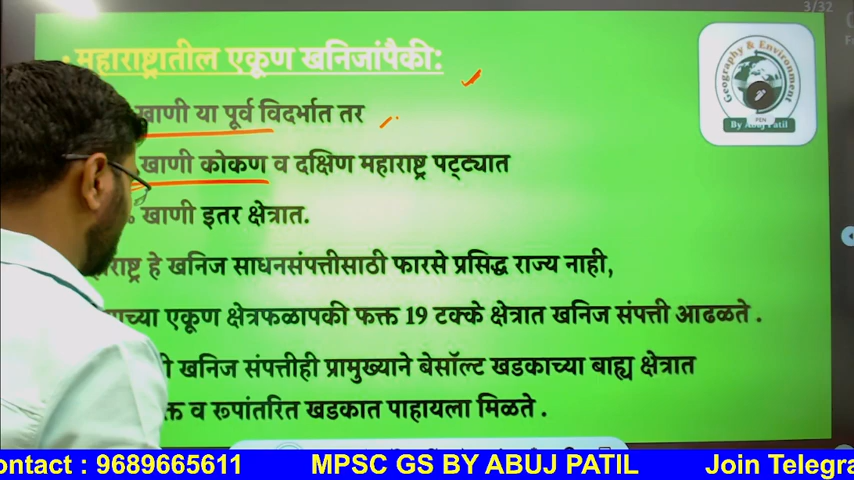 3/32
महाराष्ट्रातील एकूण खनिजांपैकी:
खाणी या पूर्व विदर्भात तर
खाणी कोकण व दक्षिण महाराष्ट्र पट्ट्यात
खाणी इतर क्षेत्रात.
हे खनिज साधनसंपत्तीसाठी फारसे प्रसिद्ध राज्य नाही,
एकूण क्षेत्रफळापकी फक्त 19 टक्के क्षेत्रात खनिज संपत्ती आढळते .
खनिज संपत्तीही प्रामुख्याने बेसॉल्ट खडकाच्या बाह्य क्षेत्रात
व रूपांतरित खडकात पाहायला मिळते .
Geography & Environment
PEN
By Abuj Patil
ontact : 9689665611 MPSC GS BY ABUJ PATIL Join Telegra